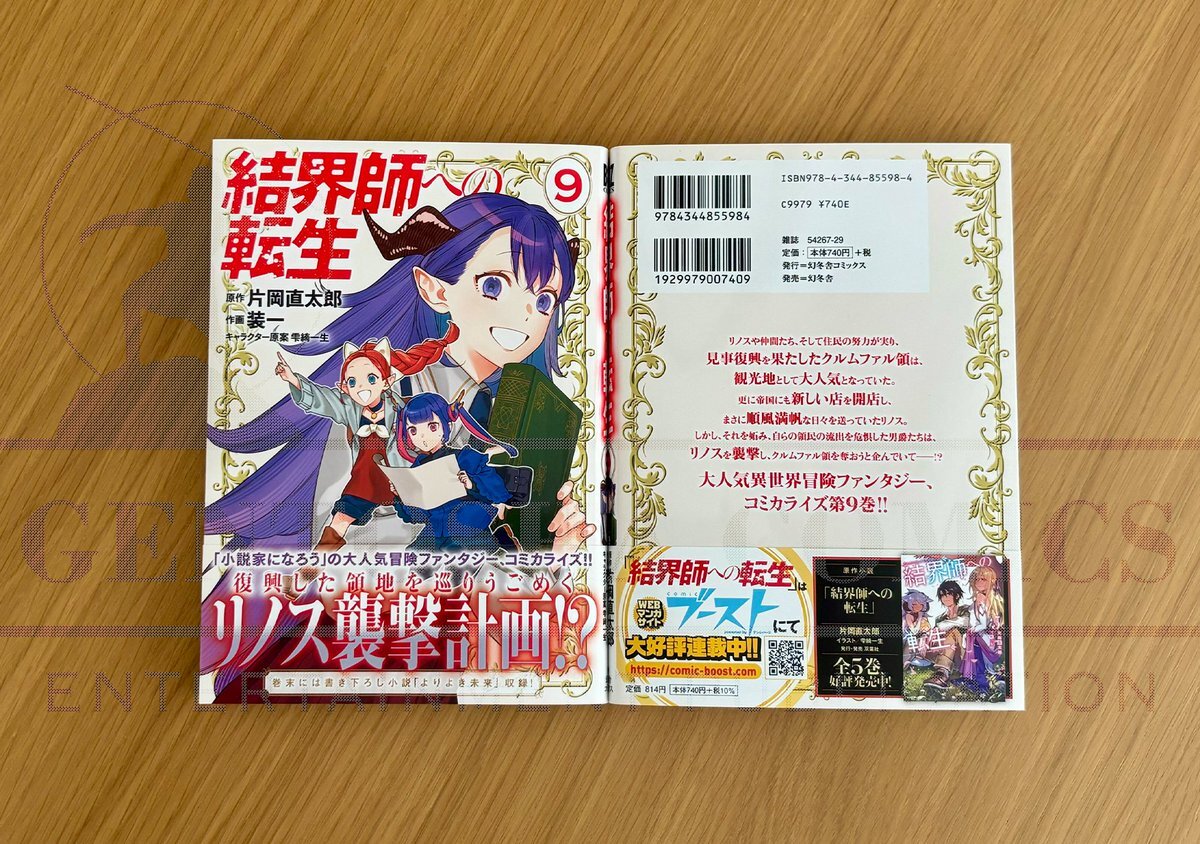 結界師への
転生
9
原作 片岡直太郎
作画 装一
キャラクター原案 雫綺一生
「小説家になろう」の大人気冒険ファンタジー、コミカライズ!!
復興した領地を巡りうごめく
リノス襲撃計画!?
巻末には書き下ろし小説「よりよき未来」収録!
ISBN978-4-344-85598-4
C9979 ¥740E
9784344855984
1929979007409
雑誌 54267-29
定価:本体740円+税
発行=幻冬舎コミックス
発売=幻冬舎
リノスや仲間たち、そして住民の努力が実り、
見事復興を果たしたクルムファル領は、
観光地として大人気となっていた。
更に帝国にも新しい店を開店し、
まさに順風満帆な日々を送っていたリノス。
しかし、それを妬み、自らの領民の流出を危惧した男爵たちは、
リノスを襲撃し、クルムファル領を奪おうと企んでいて──!?
大人気異世界冒険ファンタジー、
コミカライズ第9巻!!
「結界師への転生」は
WEB
マンガ
サイト
comic
ブースト
にて
大好評連載中!!
https://comic-boost.com
定価 814円 本体740円+税10%
原作小説
「結界師への
転生」
片岡直太郎
イラスト 雫綺一生
発行・発売 双葉社
全5巻
好評発売中!
結界師への
転生
COMICS